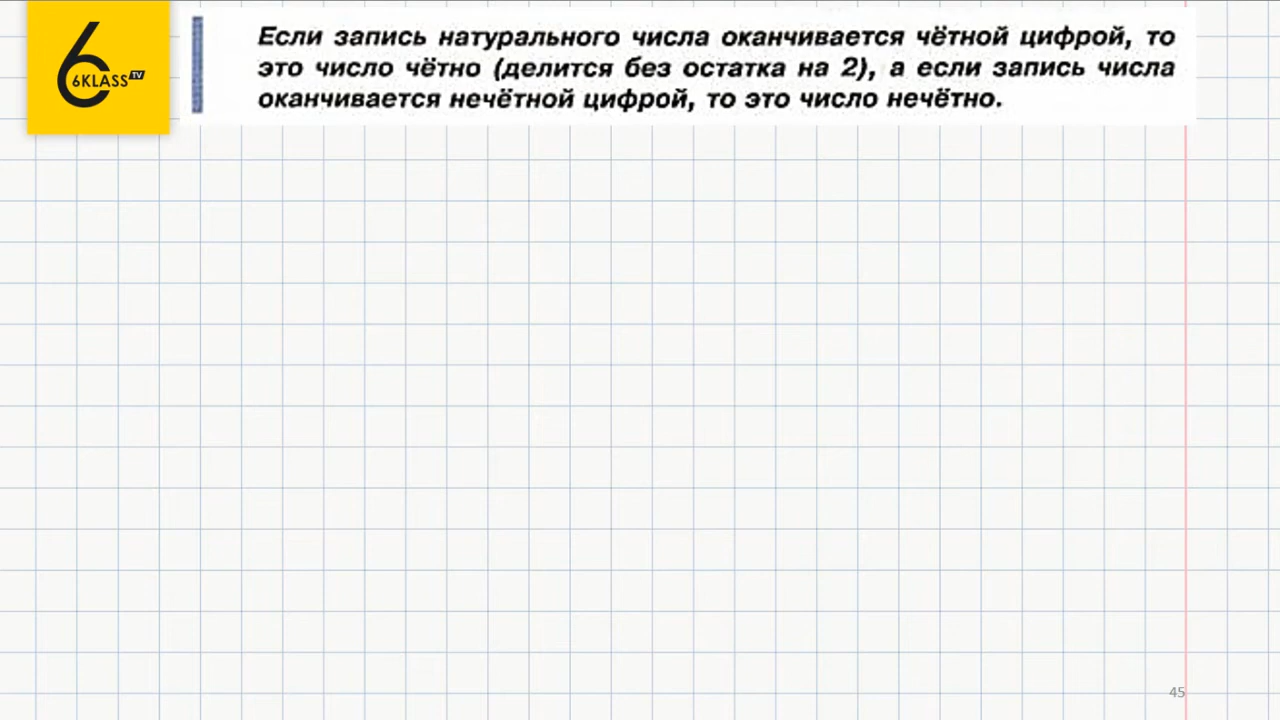 6KLASS TV
Если запись натурального числа оканчивается чётной цифрой, то
это число чётно (делится без остатка на 2), а если запись числа
оканчивается нечётной цифрой, то это число нечётно.
45